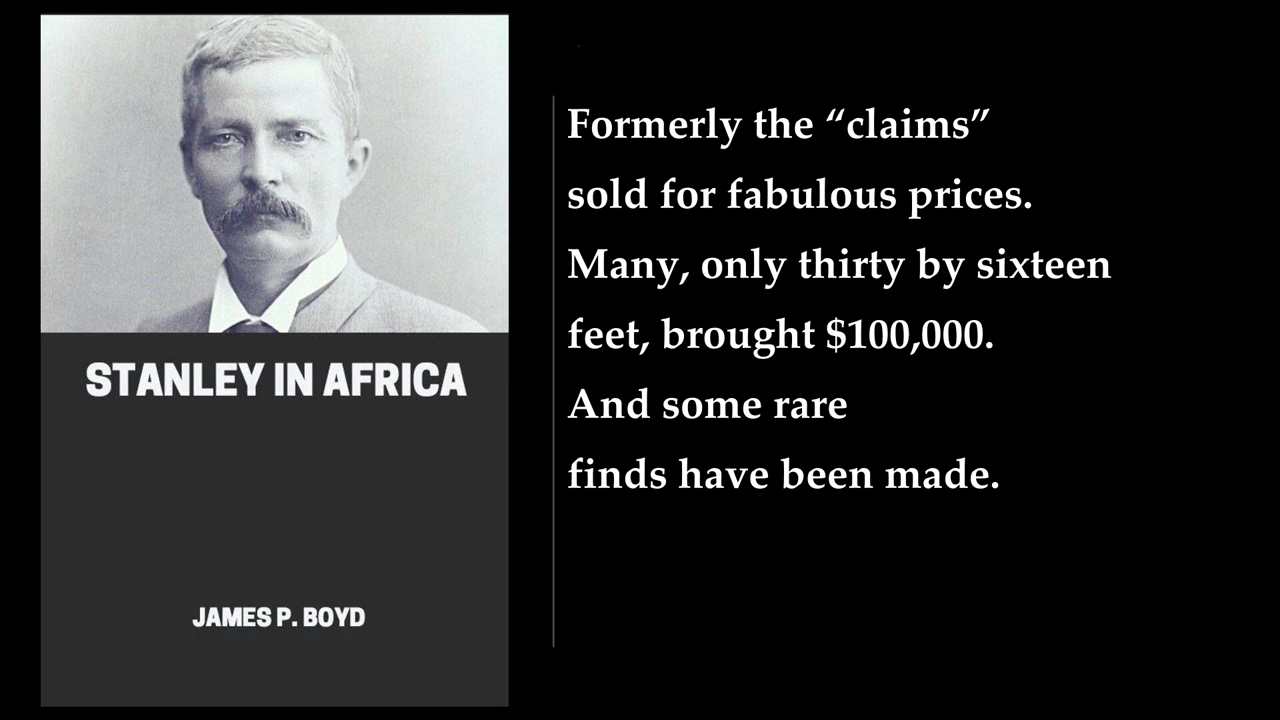 STANLEY IN AFRICA
JAMES P. BOYD
Formerly the “claims”
sold for fabulous prices.
Many, only thirty by sixteen
feet, brought $100,000.
And some rare
finds have been made.